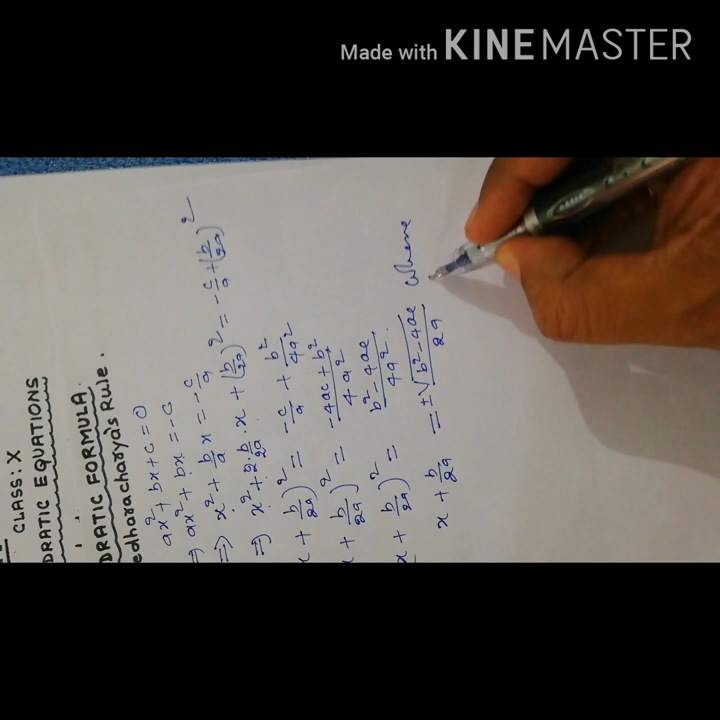 Made with KINEMASTER
CLASS: X
DRATIC EQUATIONS
DRATIC FORMULA.
edharacharya's Rule.
ax² + bx + c = 0
⇒ ax² + bx = -c
⇒ x² + b/a x = -c/a
⇒ x² + 2·b/2a·x + (b/2a)² = -c/a + (b/2a)²
x + b/2a)² = -c/a + b²/4a²
x + b/2a)² = -4ac + b²/4a²
x + b/2a)² = b² - 4ac/4a².
x + b/2a = ±√b² - 4ac/2a where